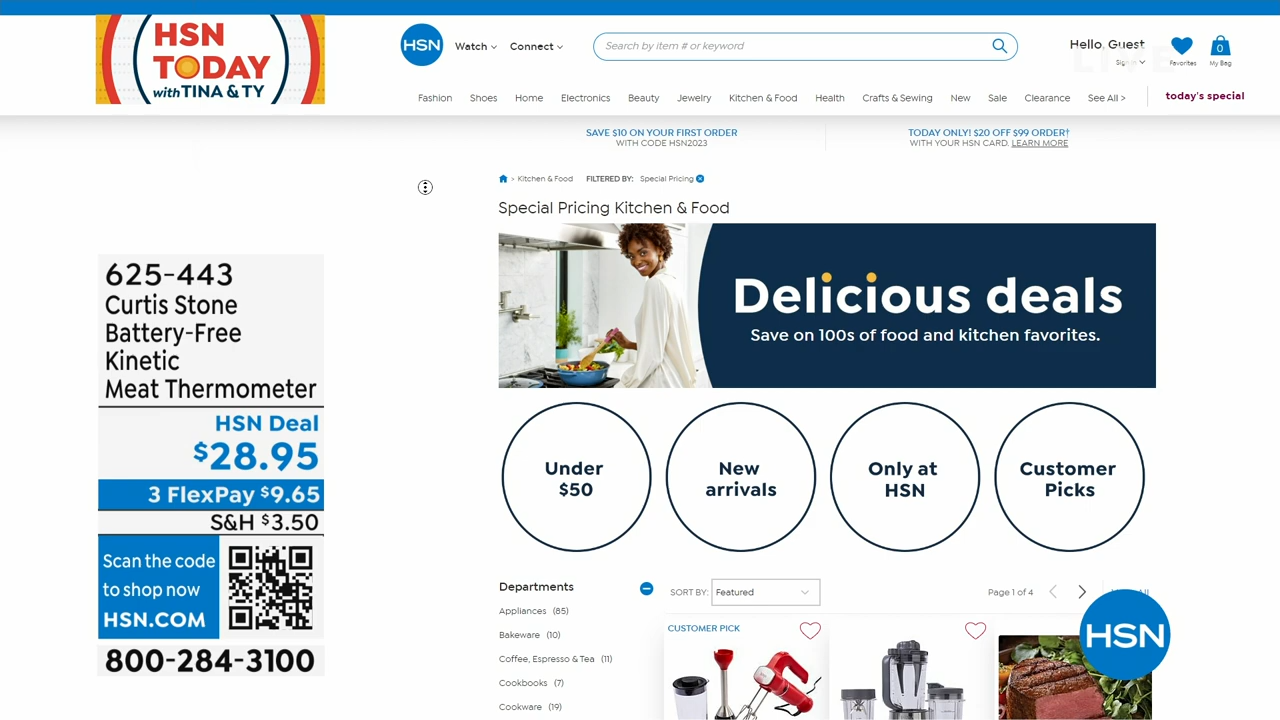 HSN
TODAY
with TINA & TY
HSN
Watch
Connect
Search by item # or keyword
Hello, Guest
Favorites
0
My Bag
Fashion
Shoes
Home
Electronics
Beauty
Jewelry
Kitchen & Food
Health
Crafts & Sewing
New
Sale
Clearance
See All >
today's special
SAVE $10 ON YOUR FIRST ORDER
WITH CODE HSN2023
TODAY ONLY! $20 OFF $99 ORDER†
WITH YOUR HSN CARD. LEARN MORE
> Kitchen & Food
FILTERED BY: Special Pricing
Special Pricing Kitchen & Food
Delicious deals
Save on 100s of food and kitchen favorites.
625-443
Curtis Stone
Battery-Free
Kinetic
Meat Thermometer
HSN Deal
$28.95
3 FlexPay $9.65
S&H $3.50
Scan the code
to shop now
HSN.COM
800-284-3100
Under
$50
New
arrivals
Only at
HSN
Customer
Picks
Departments
Appliances (85)
Bakeware (10)
Coffee, Espresso & Tea (11)
Cookbooks (7)
Cookware (19)
SORT BY: Featured
Page 1 of 4
CUSTOMER PICK
HSN